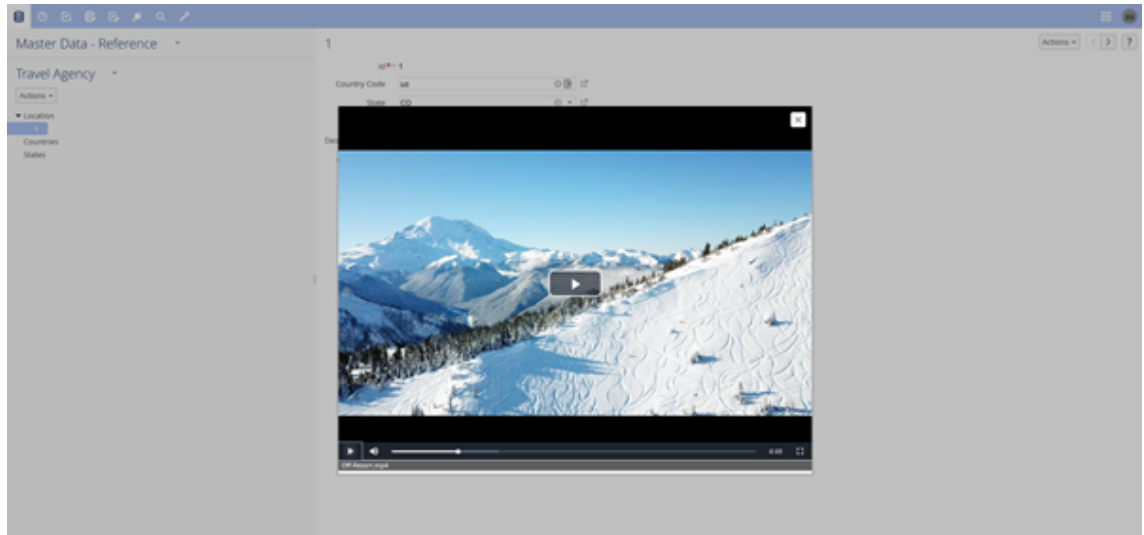 Master Data - Reference
1
Actions
?
Travel Agency
Id 1
Actions
Country Code us
State CO
Location
1
Countries
States
Off-Resort.mp4